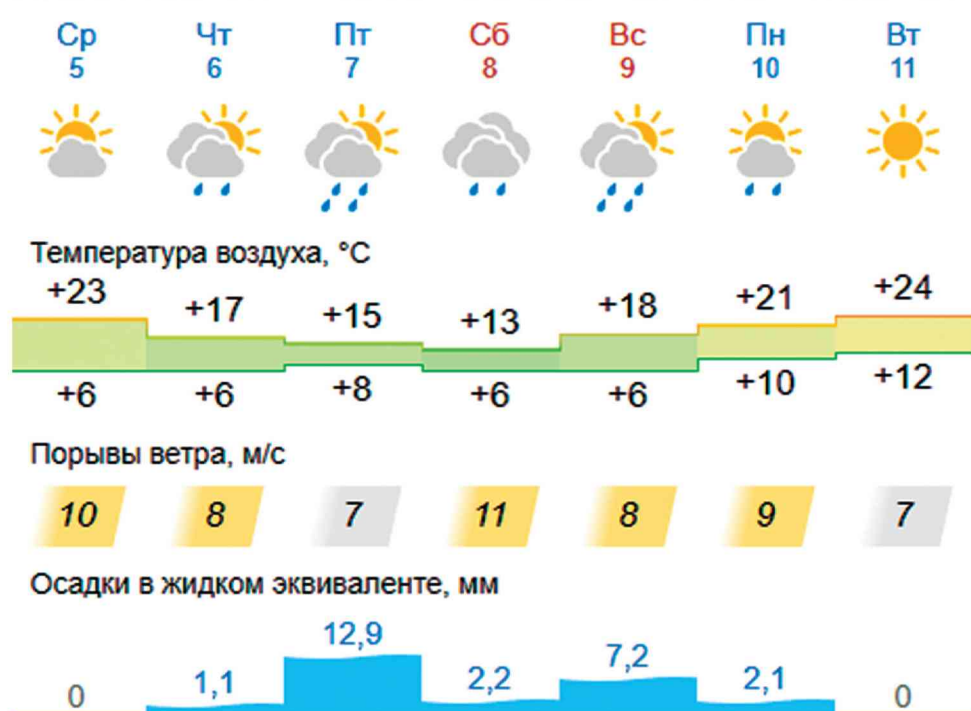 Ср Чт Пт Сб Вс Пн Вт
5 6 7 8 9 10 11
Температура воздуха, °C
+23 +17 +15 +13 +18 +21 +24
+6 +6 +8 +6 +6 +10 +12
Порывы ветра, м/с
10 8 7 11 8 9 7
Осадки в жидком эквиваленте, мм
0 1,1 12,9 2,2 7,2 2,1 0